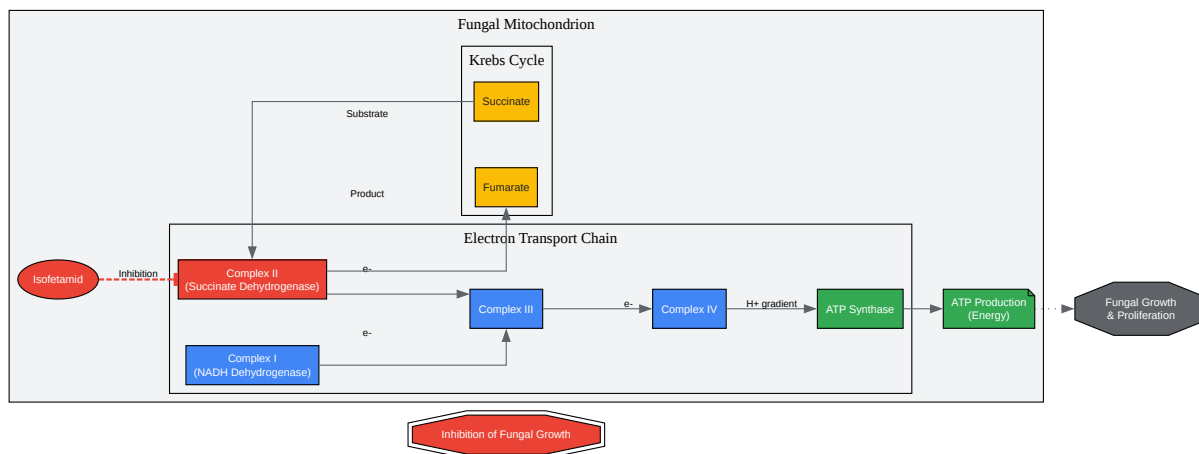 Fungal Mitochondrion
Krebs Cycle
Succinate
Substrate
Fumarate
Product
Electron Transport Chain
Isofetamid
Inhibition
Complex II
(Succinate Dehydrogenase)
e-
Complex III
e-
Complex IV
H+ gradient
ATP Synthase
ATP Production
(Energy)
Fungal Growth
& Proliferation
e-
Complex I
(NADH Dehydrogenase)
Inhibition of Fungal Growth